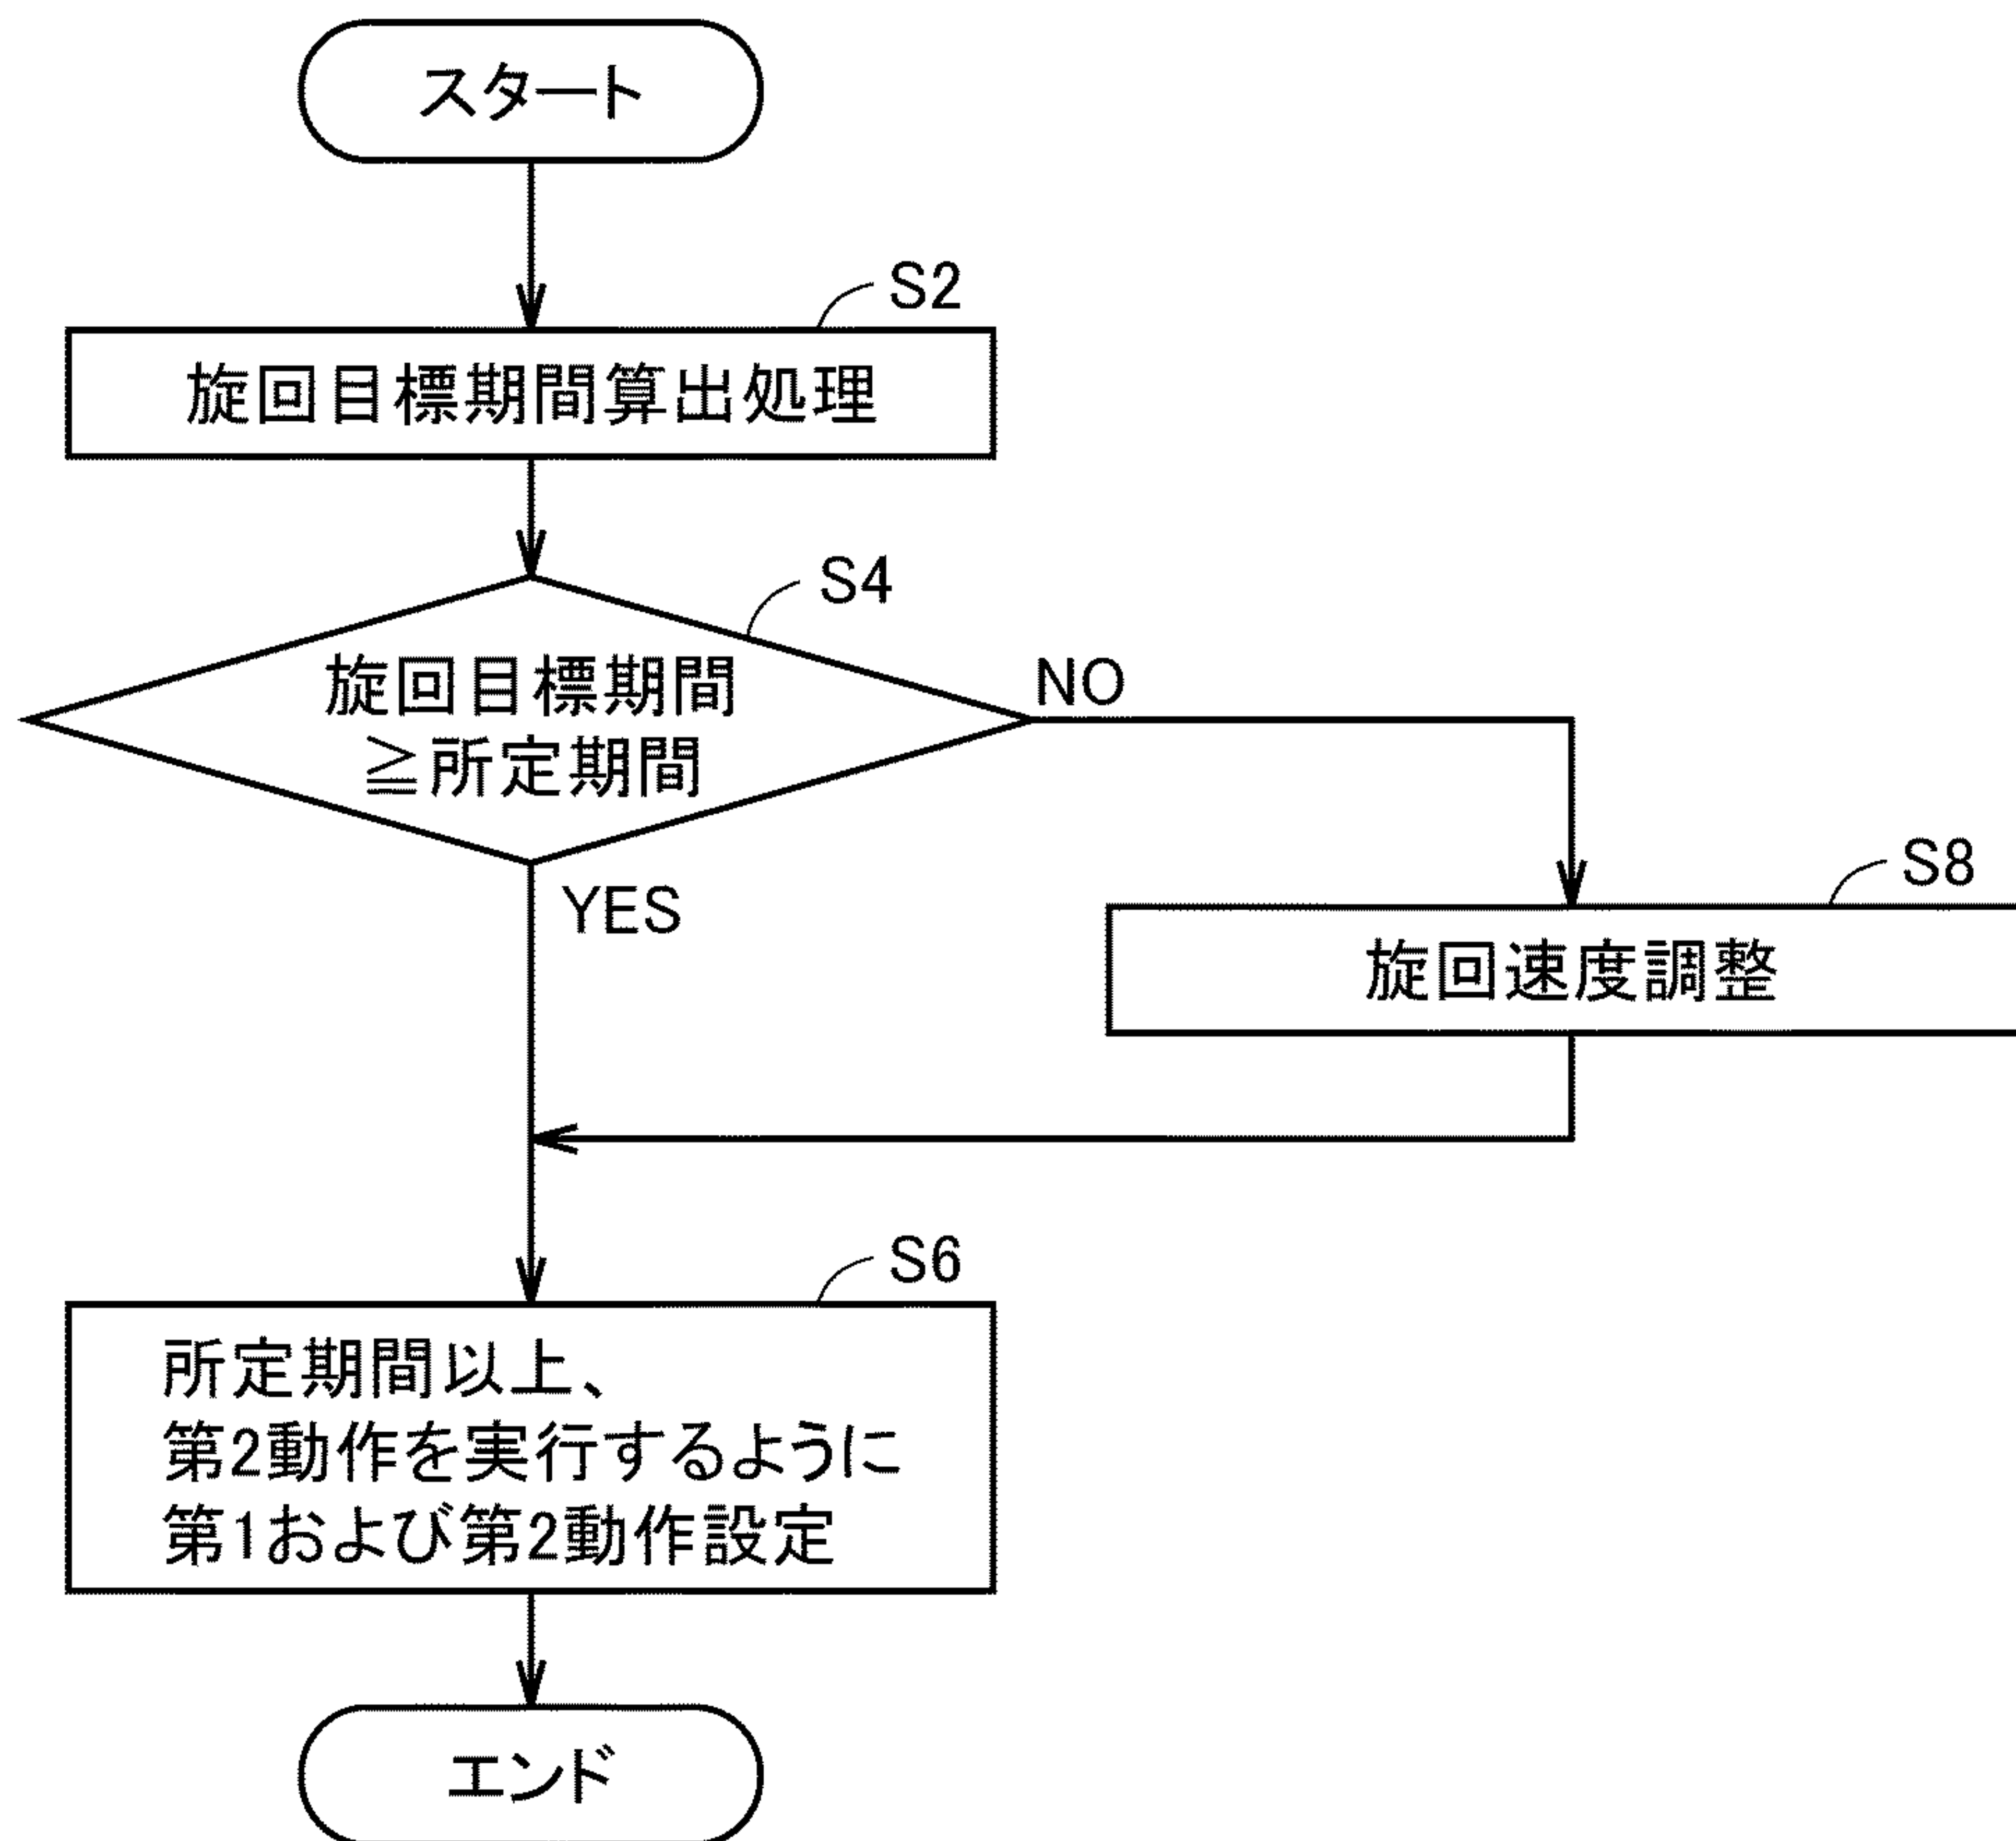 スタート
S2
旋回目標期間算出処理
S4
旋回目標期間
≧所定期間
NO
YES
S8
旋回速度調整
S6
所定期間以上、
第2動作を実行するように
第1および第2動作設定
エンド